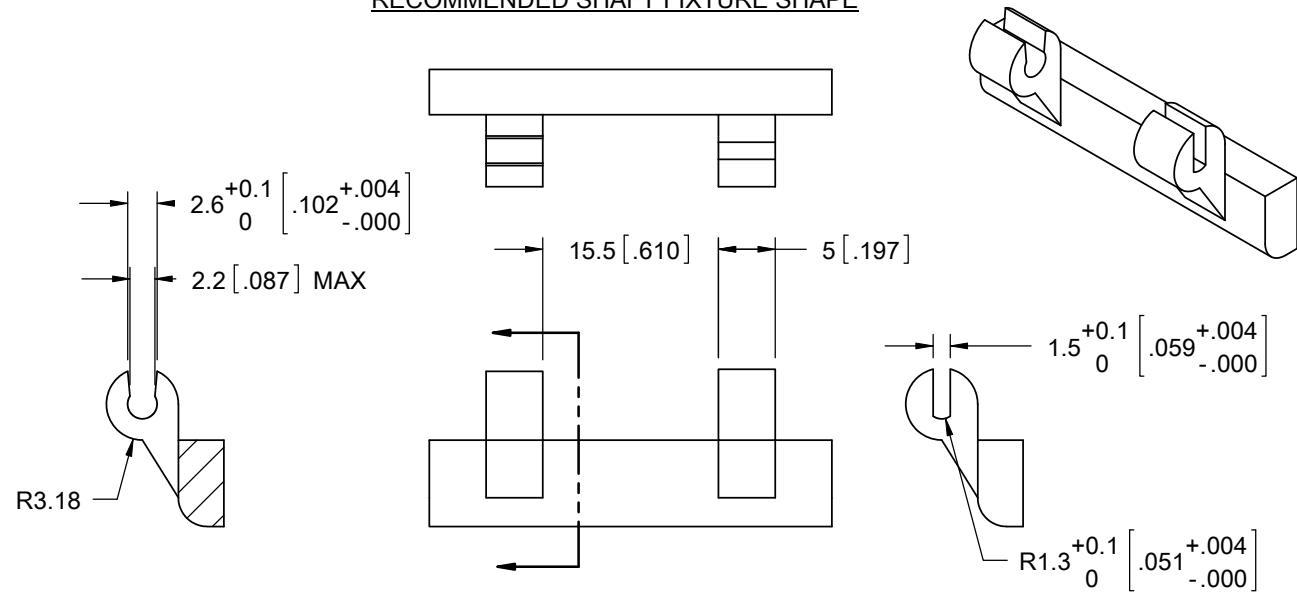 RECOMMENDED SHAFT FIXTURE SHAPE
2.6 +0.1 0 [.102 +.004 -.000]
15.5 [.610]
5 [.197]
2.2 [.087] MAX
1.5 +0.1 0 [.059 +.004 -.000]
R3.18
R1.3 +0.1 0 [.051 +.004 -.000]